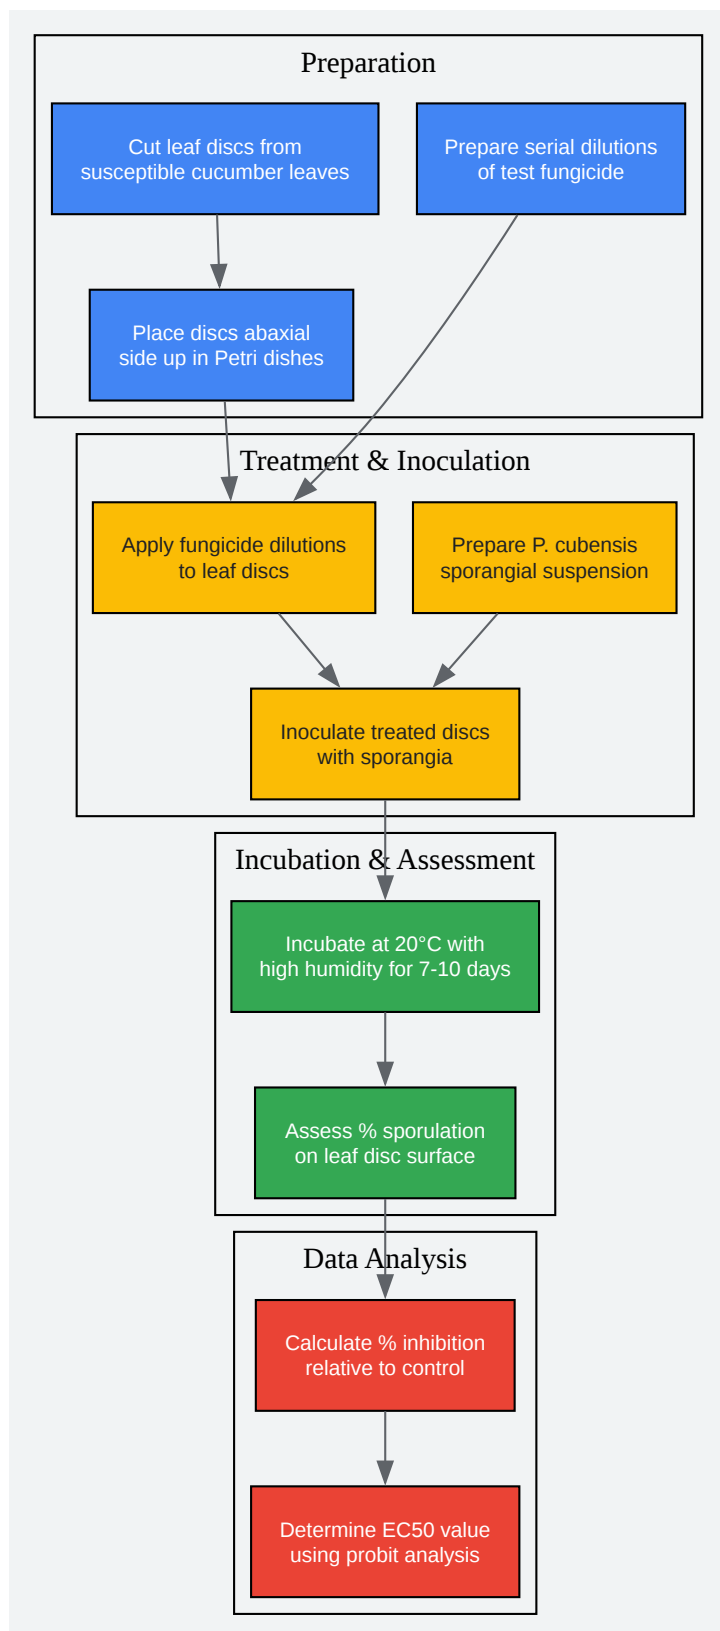 Preparation
Cut leaf discs from
susceptible cucumber leaves
Prepare serial dilutions
of test fungicide
Place discs abaxial
side up in Petri dishes
Treatment & Inoculation
Apply fungicide dilutions
to leaf discs
Prepare P. cubensis
sporangial suspension
Inoculate treated discs
with sporangia
Incubation & Assessment
Incubate at 20°C with
high humidity for 7-10 days
Assess % sporulation
on leaf disc surface
Data Analysis
Calculate % inhibition
relative to control
Determine EC50 value
using probit analysis